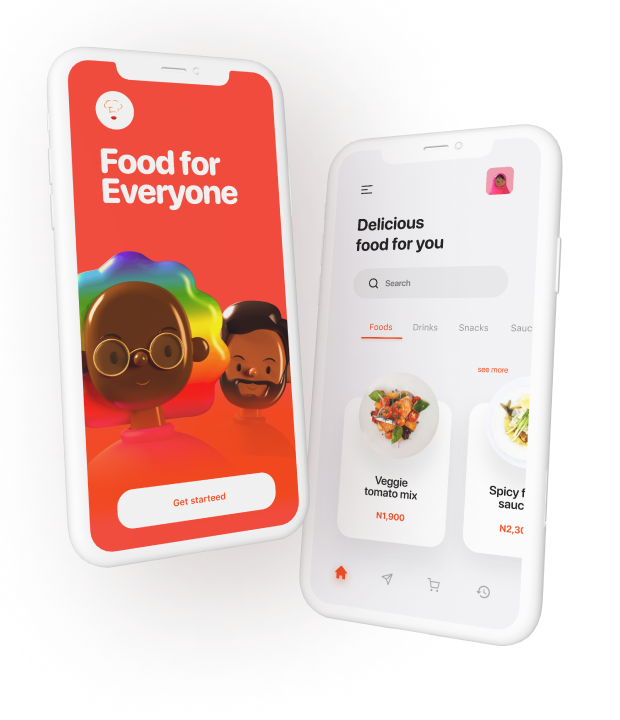 Food for
Everyone
Get starteed
Delicious
food for you
Search
Foods Drinks Snacks Sauc
see more
Veggie
tomato mix
N1,900
Spicy f
sauc
N2,30